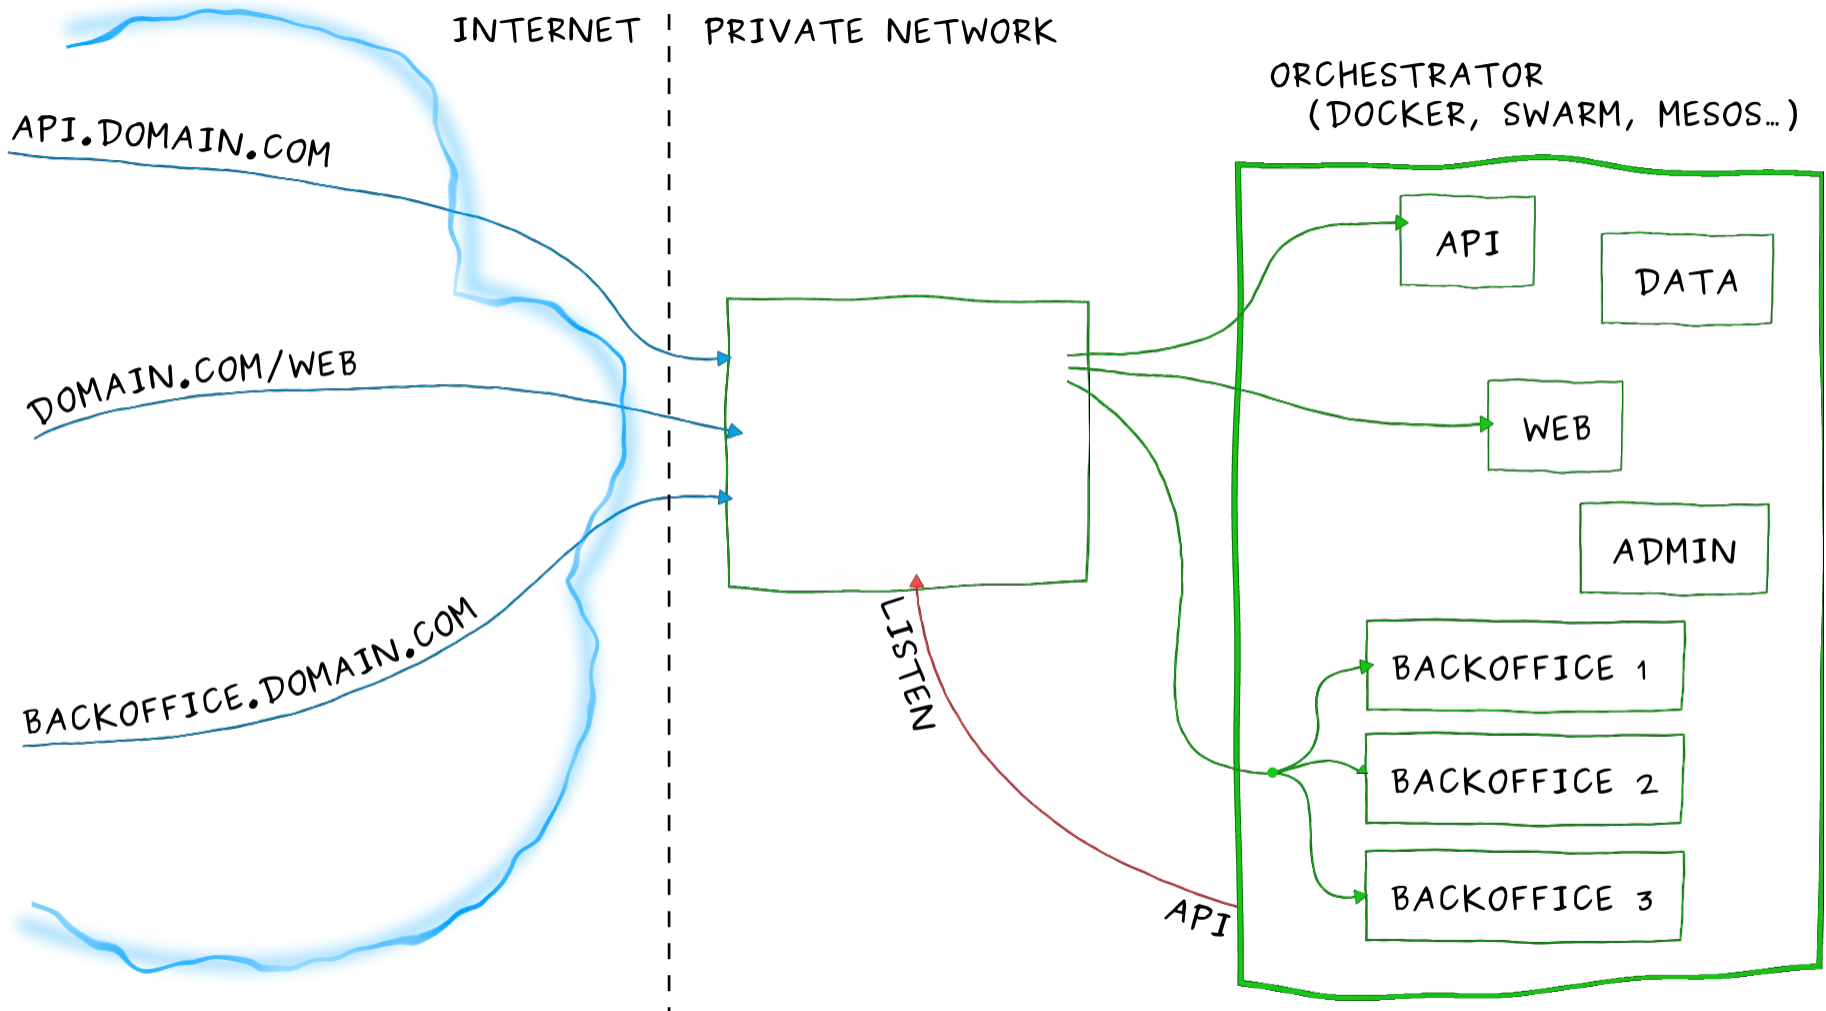 INTERNET
PRIVATE NETWORK
ORCHESTRATOR
(DOCKER, SWARM, MESOS...)
API.DOMAIN.COM
DOMAIN.COM/WEB
BACKOFFICE.DOMAIN.COM
LISTEN
API
API
DATA
WEB
ADMIN
BACKOFFICE 1
BACKOFFICE 2
BACKOFFICE 3